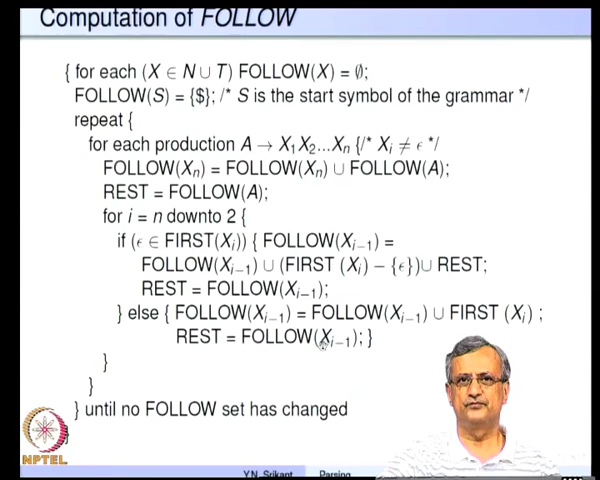 Computation of FOLLOW
{ for each (X ∈ N ∪ T) FOLLOW(X) = ∅;
FOLLOW(S) = {$}; /* S is the start symbol of the grammar */
repeat {
for each production A → X₁X₂...Xₙ {/* Xᵢ ≠ ϵ */
FOLLOW(Xₙ) = FOLLOW(Xₙ) ∪ FOLLOW(A);
REST = FOLLOW(A);
for i = n downto 2 {
if (ϵ ∈ FIRST(Xᵢ)) { FOLLOW(Xᵢ₋₁) =
FOLLOW(Xᵢ₋₁) ∪ (FIRST (Xᵢ) − {ϵ})∪ REST;
REST = FOLLOW(Xᵢ₋₁);
} else { FOLLOW(Xᵢ₋₁) = FOLLOW(Xᵢ₋₁) ∪ FIRST (Xᵢ) ;
REST = FOLLOW(Xᵢ₋₁); }
}
}
} until no FOLLOW set has changed
}
NPTEL
Y.N. Srikant Parsing